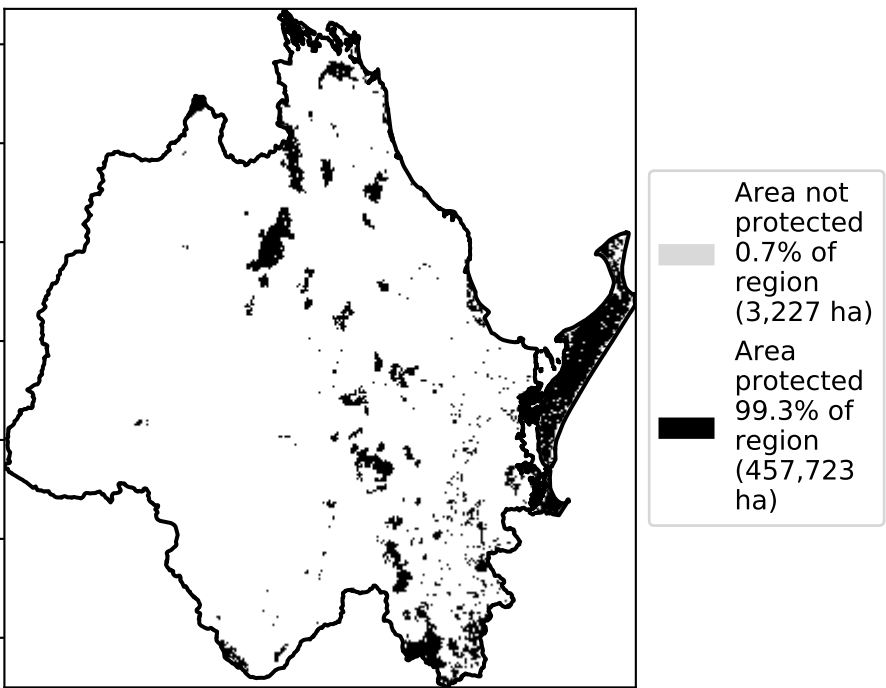 Area not
protected
0.7% of
region
(3,227 ha)
Area
protected
99.3% of
region
(457,723
ha)